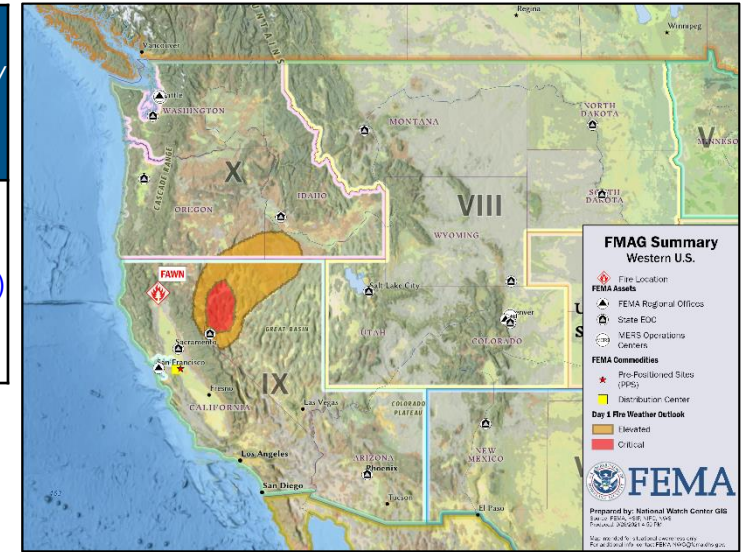 Regina
Winnipeg
Vancouver
WASHINGTON
MONTANA
NORTH
DAKOTA
V
X
CASCADE RANGE
OREGON
IDAHO
VIII
SOUTH
DAKOTA
WYOMING
FAWN
Salt Lake City
GREAT BASIN
UTAH
COLORADO
Sacramento
San Francisco
IX
Fresno
CALIFORNIA
Las Vegas
COLORADO
PLATEAU
Los Angeles
ARIZONA
Phoenix
NEW
MEXICO
San Diego
Tucson
El Paso
FMAG Summary
Western U.S.
Fire Location
FEMA Assets
FEMA Regional Offices
State EOC
MERS Operations
Centers
FEMA Commodities
Pre-Positioned Sites
(PPS)
Distribution Center
Day 1 Fire Weather Outlook
Elevated
Critical
FEMA
Prepared by: National Watch Center GIS